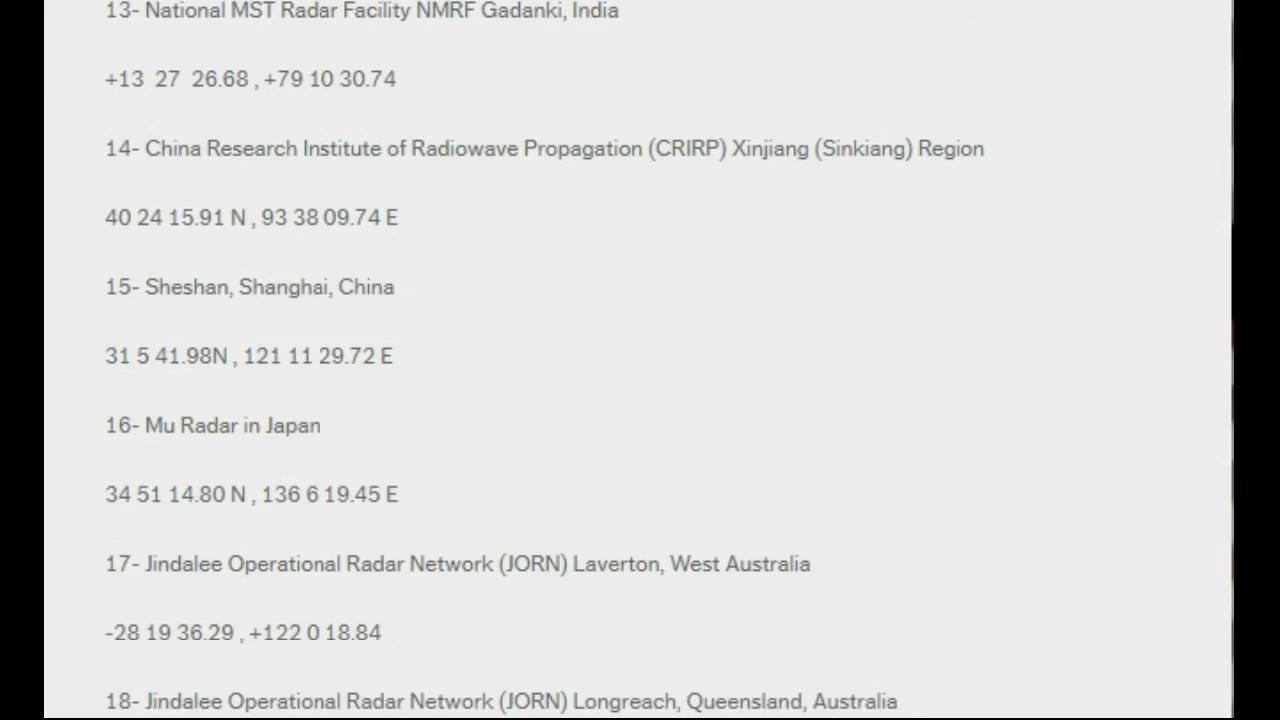 13- National MST Radar Facility NMRF Gadanki, India
+13 27 26.68 , +79 10 30.74
14- China Research Institute of Radiowave Propagation (CRIRP) Xinjiang (Sinkiang) Region
40 24 15.91 N , 93 38 09.74 E
15- Sheshan, Shanghai, China
31 5 41.98N , 121 11 29.72 E
16- Mu Radar in Japan
34 51 14.80 N , 136 6 19.45 E
17- Jindalee Operational Radar Network (JORN) Laverton, West Australia
-28 19 36.29 , +122 0 18.84
18- Jindalee Operational Radar Network (JORN) Longreach, Queensland, Australia